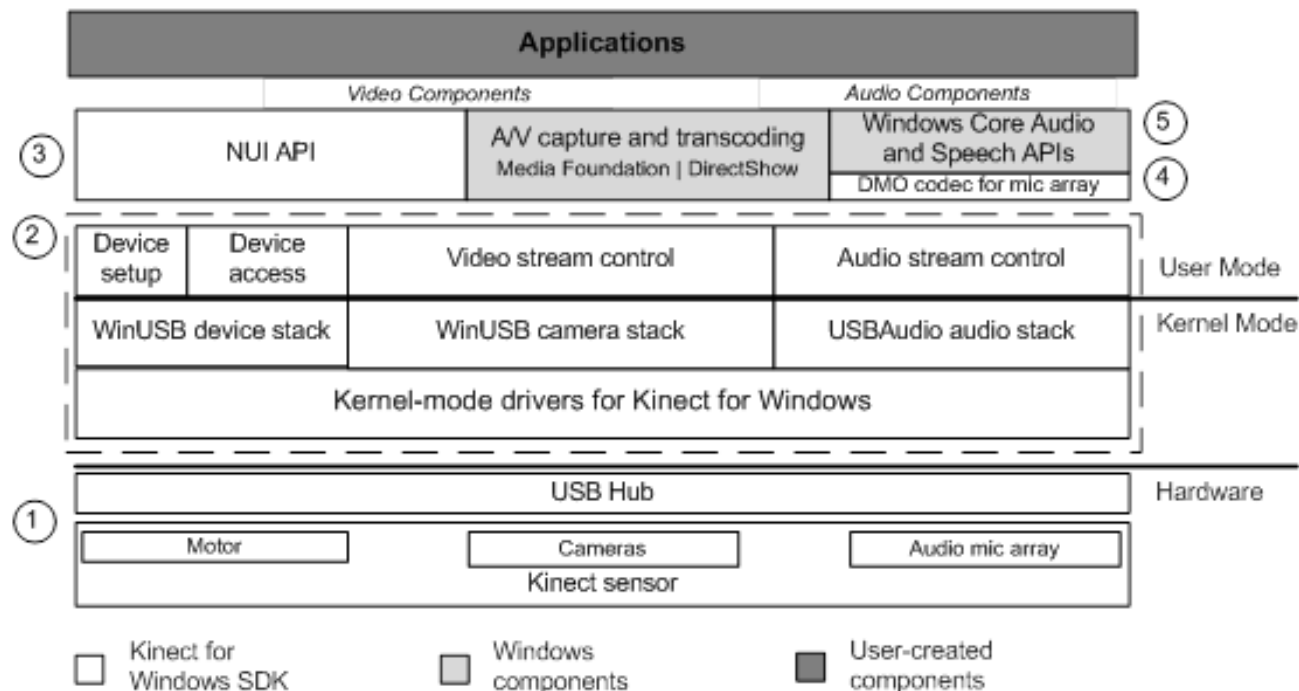 Applications
Video Components
Audio Components
3
NUI API
A/V capture and transcoding
Media Foundation | DirectShow
Windows Core Audio
and Speech APIs
5
DMO codec for mic array
4
2
Device
setup
Device
access
Video stream control
Audio stream control
User Mode
WinUSB device stack
WinUSB camera stack
USBAudio audio stack
Kernel Mode
Kernel-mode drivers for Kinect for Windows
USB Hub
Hardware
1
Motor
Cameras
Audio mic array
Kinect sensor
Kinect for
Windows SDK
Windows
components
User-created
components